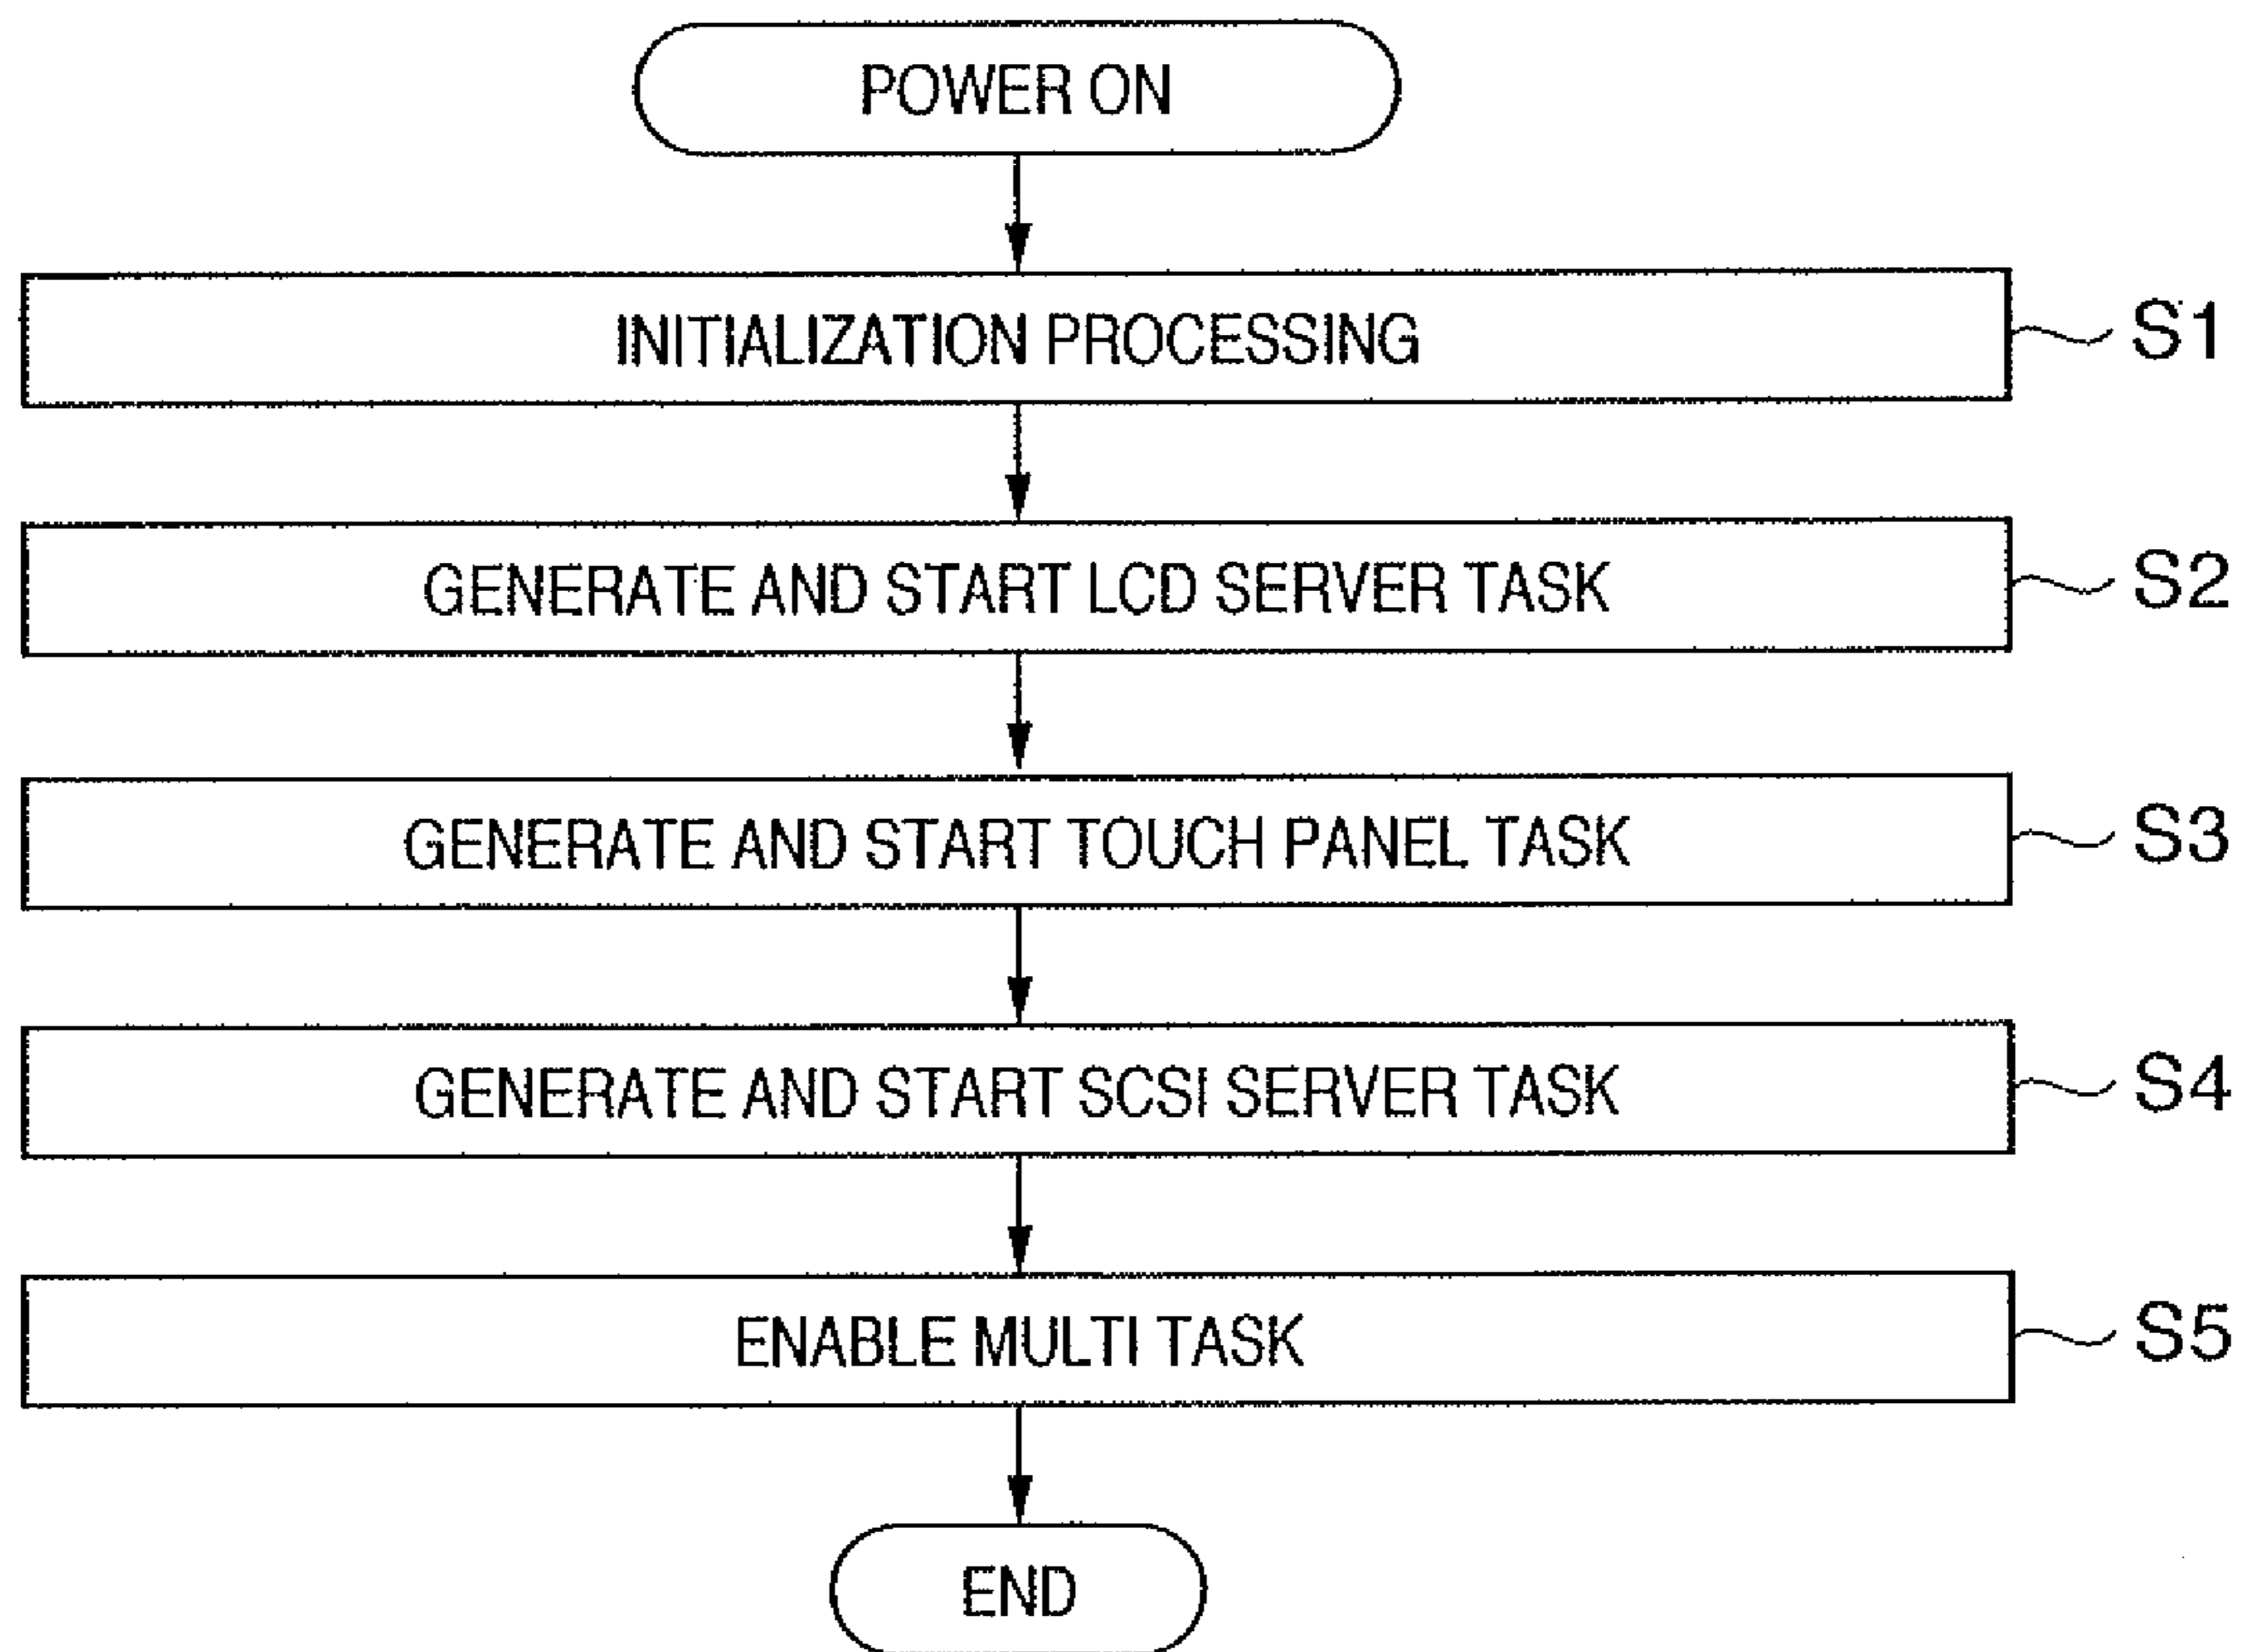 POWER ON
INITIALIZATION PROCESSING S1
GENERATE AND START LCD SERVER TASK S2
GENERATE AND START TOUCH PANEL TASK S3
GENERATE AND START SCSI SERVER TASK S4
ENABLE MULTI TASK S5
END